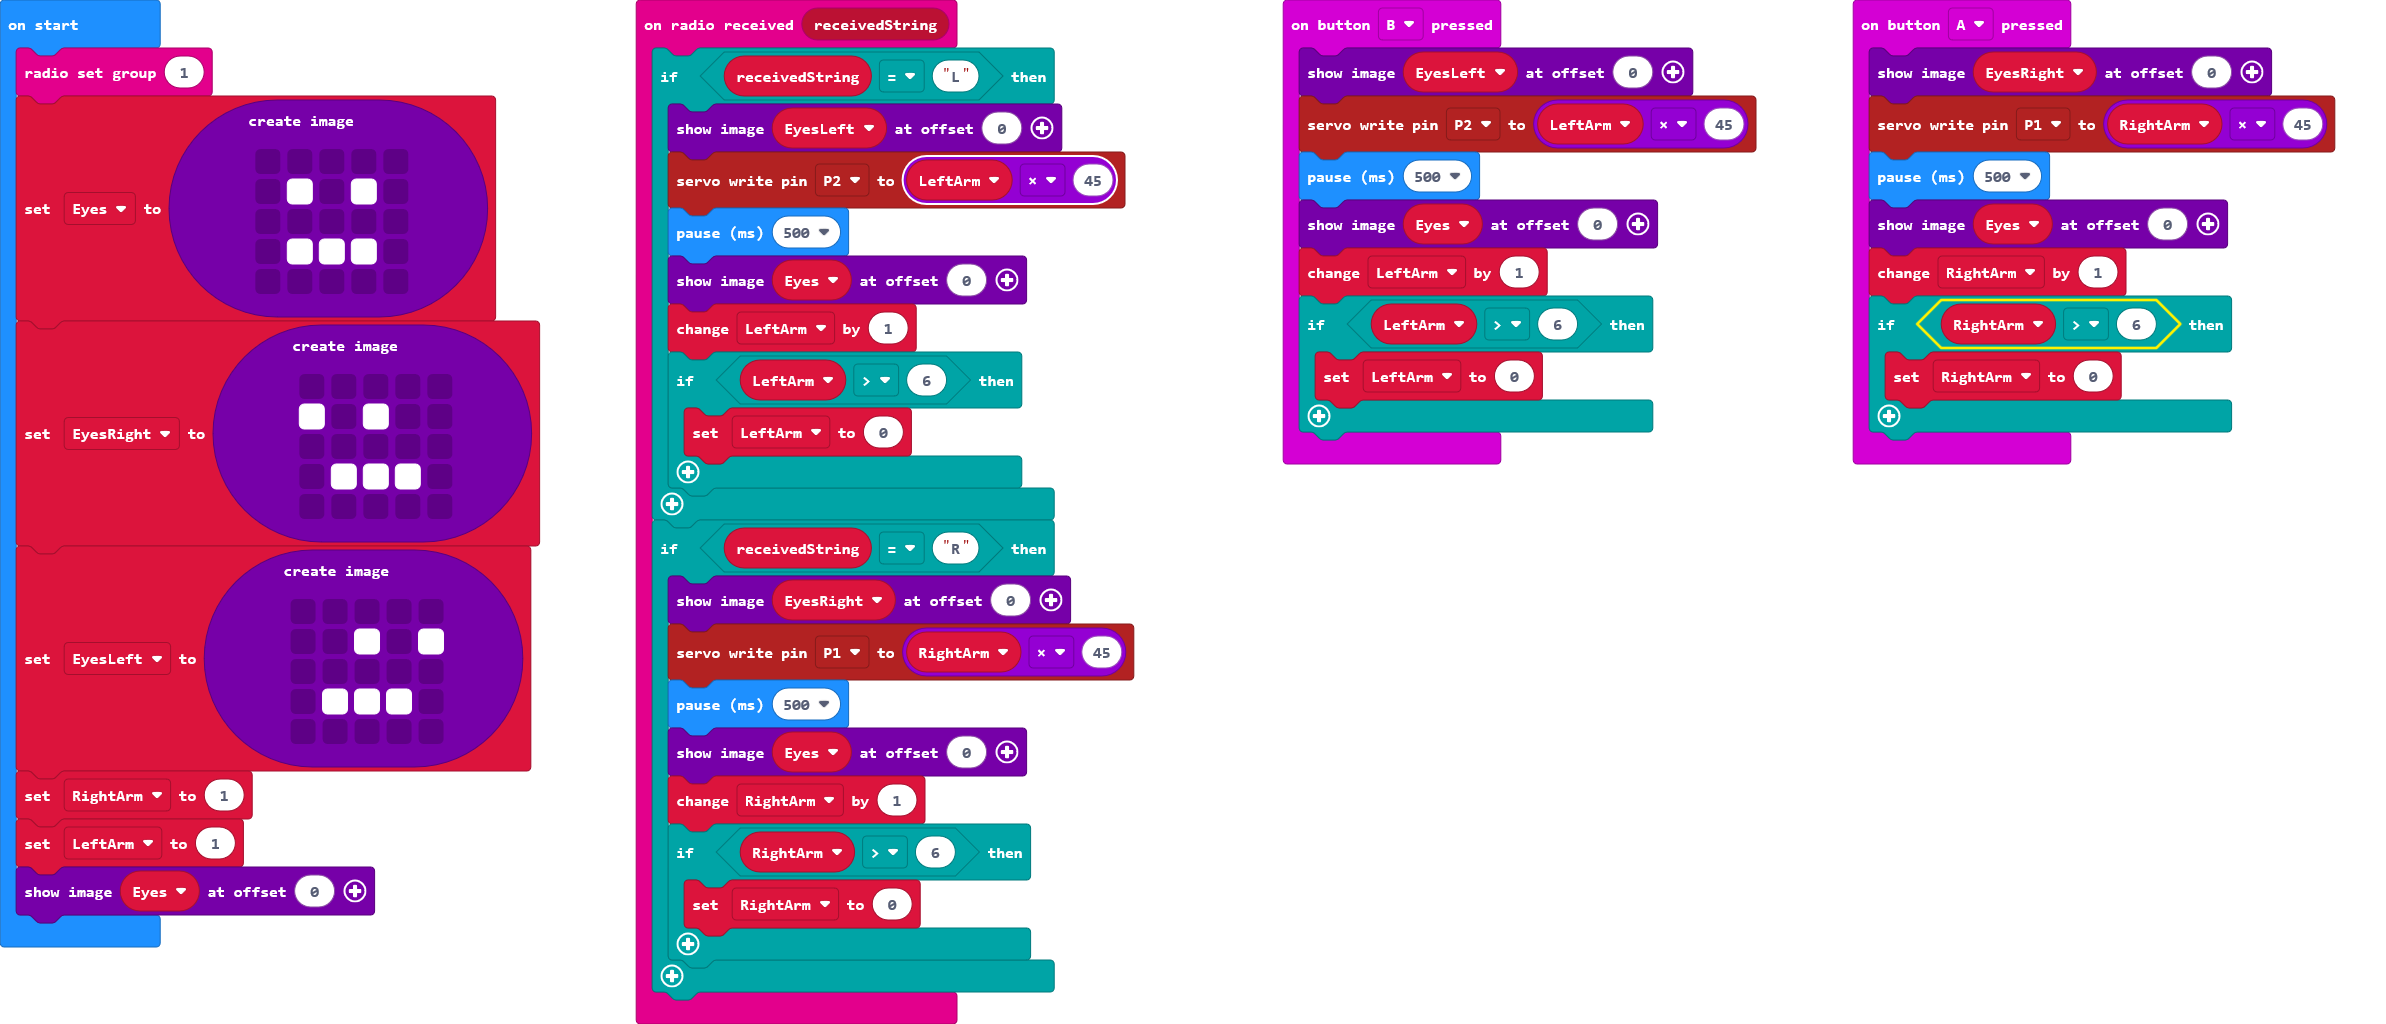 on start
radio set group 1
set Eyes to create image
set EyesRight to create image
set EyesLeft to create image
set RightArm to 1
set LeftArm to 1
show image Eyes at offset 0
on radio received receivedString
if receivedString = "L" then
show image EyesLeft at offset 0
servo write pin P2 to LeftArm × 45
pause (ms) 500
show image Eyes at offset 0
change LeftArm by 1
if LeftArm > 6 then
set LeftArm to 0
if receivedString = "R" then
show image EyesRight at offset 0
servo write pin P1 to RightArm × 45
pause (ms) 500
show image Eyes at offset 0
change RightArm by 1
if RightArm > 6 then
set RightArm to 0
on button B pressed
show image EyesLeft at offset 0
servo write pin P2 to LeftArm × 45
pause (ms) 500
show image Eyes at offset 0
change LeftArm by 1
if LeftArm > 6 then
set LeftArm to 0
on button A pressed
show image EyesRight at offset 0
servo write pin P1 to RightArm × 45
pause (ms) 500
show image Eyes at offset 0
change RightArm by 1
if RightArm > 6 then
set RightArm to 0